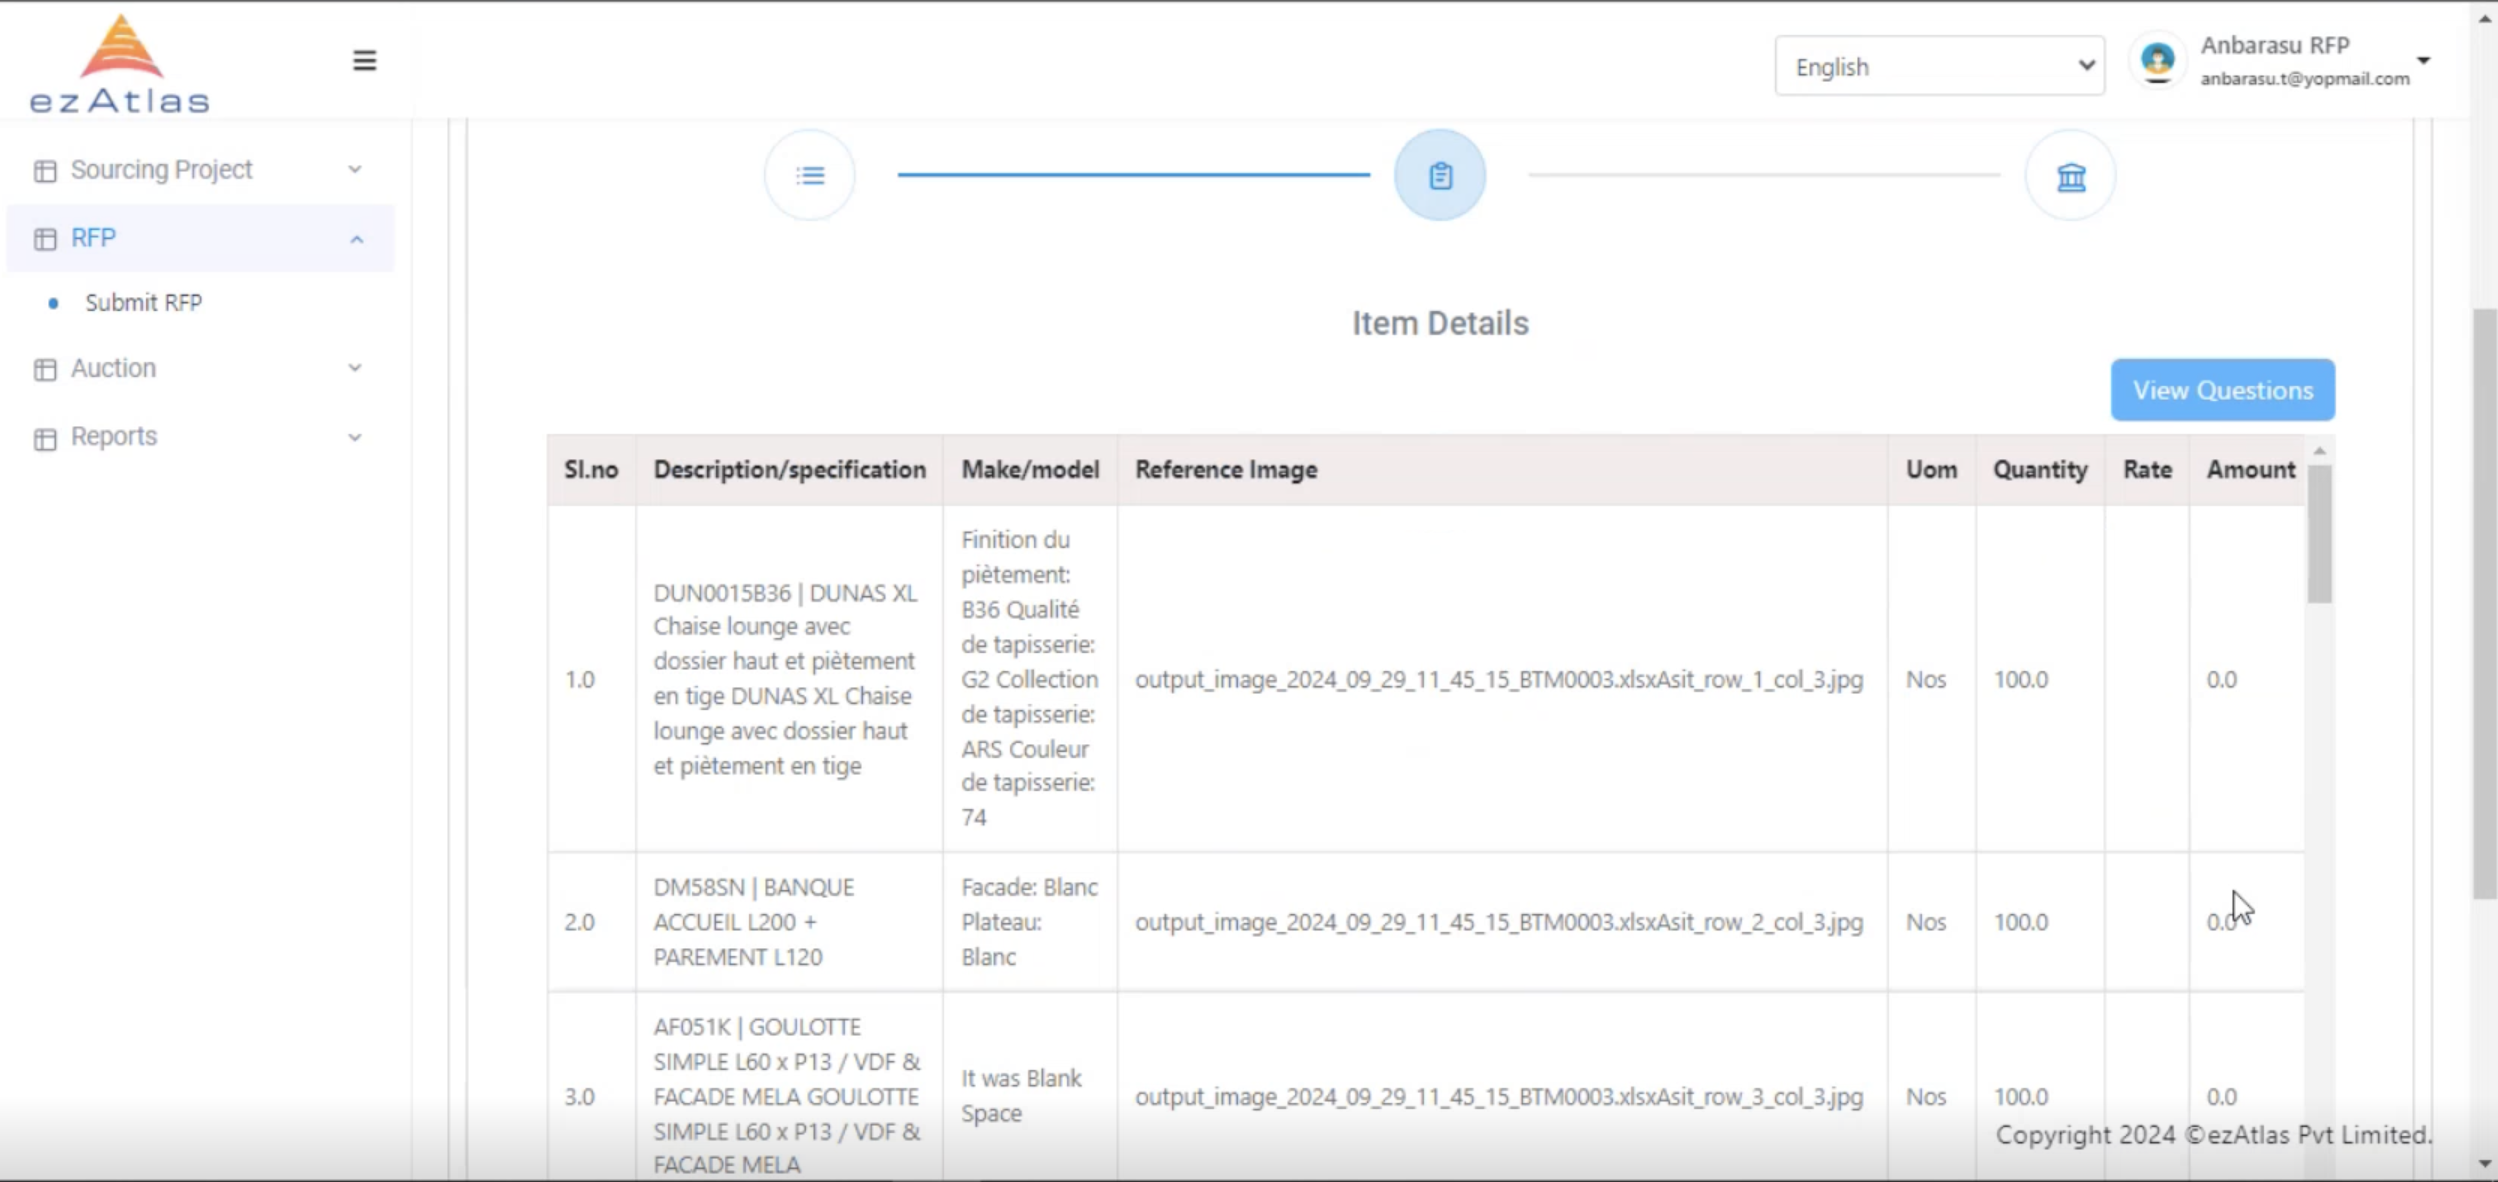 ezAtlas
English
Anbarasu RFP
anbarasu.t@yopmail.com
Sourcing Project
RFP
Submit RFP
Auction
Reports
Item Details
View Questions
Sl.no Description/specification Make/model Reference Image Uom Quantity Rate Amount
1.0
DUN0015B36 | DUNAS XL
Chaise lounge avec
dossier haut et piètement
en tige DUNAS XL Chaise
lounge avec dossier haut
et piètement en tige
Finition du
piètement:
B36 Qualité
de tapisserie:
G2 Collection
de tapisserie:
ARS Couleur
de tapisserie:
74
output_image_2024_09_29_11_45_15_BTM0003.xlsxAsit_row_1_col_3.jpg
Nos
100.0
0.0
2.0
DM58SN | BANQUE
ACCUEIL L200 +
PAREMENT L120
Facade: Blanc
Plateau:
Blanc
output_image_2024_09_29_11_45_15_BTM0003.xlsxAsit_row_2_col_3.jpg
Nos
100.0
0.0
3.0
AF051K | GOULOTTE
SIMPLE L60 x P13 / VDF &
FACADE MELA GOULOTTE
SIMPLE L60 x P13 / VDF &
FACADE MELA
It was Blank
Space
output_image_2024_09_29_11_45_15_BTM0003.xlsxAsit_row_3_col_3.jpg
Nos
100.0
0.0
Copyright 2024 ©ezAtlas Pvt Limited.